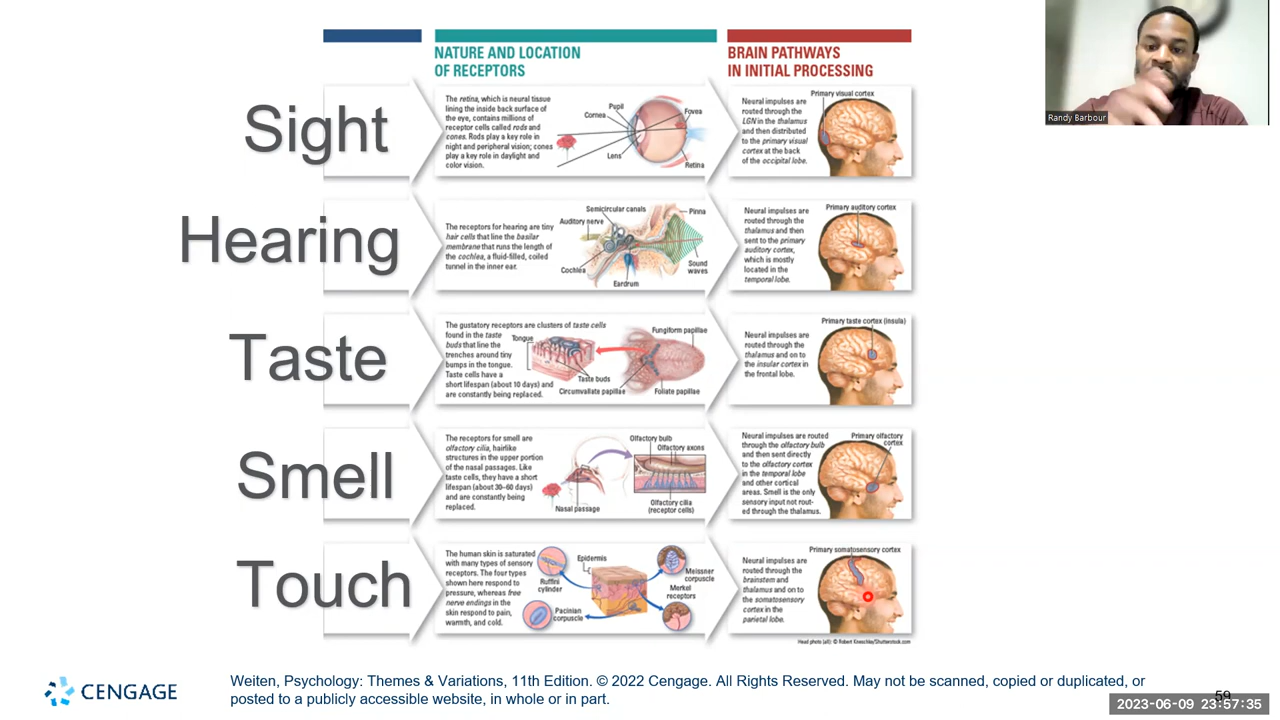 NATURE AND LOCATION
OF RECEPTORS
BRAIN PATHWAYS
IN INITIAL PROCESSING
Randy Barbour
Sight
The retina, which is neural tissue
lining the inside back surface of
the eye, contains millions of
receptor cells called rods and
cones. Rods play a key role in
night and peripheral vision; cones
play a key role in daylight and
color vision.
Pupil
Cornea
Fovea
Lens
Retina
Neural impulses are
routed through the
LGN in the thalamus
and then distributed
to the primary visual
cortex at the back
of the occipital lobe.
Primary visual cortex
Hearing
The receptors for hearing are tiny
hair cells that line the basilar
membrane that runs the length of
the cochlea, a fluid-filled, coiled
tunnel in the inner ear.
Semicircular canals
Auditory nerve
Pinna
Cochlea
Eardrum
Sound
waves
Neural impulses are
routed through the
thalamus and then
sent to the primary
auditory cortex,
which is mostly
located in the
temporal lobe.
Primary auditory cortex
Taste
The gustatory receptors are clusters of taste cells
found in the taste
buds that line the
trenches around tiny
bumps in the tongue.
Taste cells have a
short lifespan (about 10 days) and
are constantly being replaced.
Tongue
Fungiform papillae
Taste buds
Circumvallate papillae
Foliate papillae
Neural impulses are
routed through the
thalamus and on to
the insular cortex in
the frontal lobe.
Primary taste cortex (insula)
Smell
The receptors for smell are
olfactory cilia, hairlike
structures in the upper portion
of the nasal passages. Like
taste cells, they have a short
lifespan (about 30–60 days)
and are constantly being
replaced.
Olfactory bulb
Olfactory axons
Nasal passage
Olfactory cilia
(receptor cells)
Neural impulses are routed
through the olfactory bulb
and then sent directly
to the olfactory cortex
in the temporal lobe
and other cortical
areas. Smell is the only
sensory input not rout-
ed through the thalamus.
Primary olfactory
cortex
Touch
The human skin is saturated
with many types of sensory
receptors. The four types
shown here respond to
pressure, whereas free
nerve endings in the
skin respond to pain,
warmth, and cold.
Epidermis
Ruffini
cylinder
Pacinian
corpuscle
Meissner
corpuscle
Merkel
receptors
Neural impulses are
routed through the
brainstem and
thalamus and on to
the somatosensory
cortex in the
parietal lobe.
Primary somatosensory cortex
Head photo (all): © Robert Kneschke/Shutterstock.com
CENGAGE
Weiten, Psychology: Themes & Variations, 11th Edition. © 2022 Cengage. All Rights Reserved. May not be scanned, copied or duplicated, or
posted to a publicly accessible website, in whole or in part.
59
2023-06-09 23:57:35